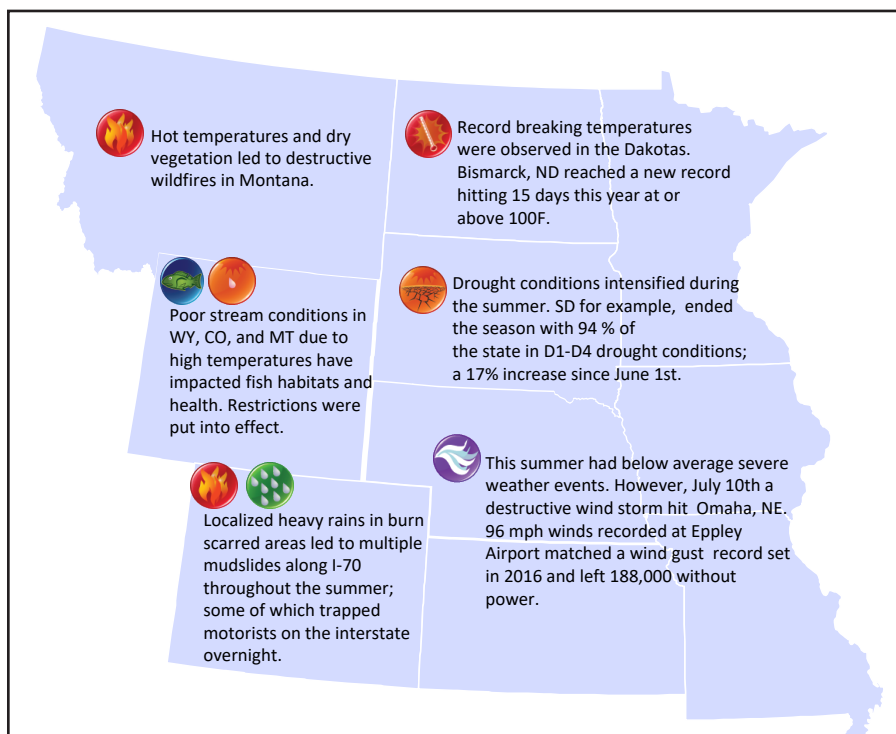 Hot temperatures and dry
vegetation led to destructive
wildfires in Montana.
Record breaking temperatures
were observed in the Dakotas.
Bismarck, ND reached a new record
hitting 15 days this year at or
above 100F.
Poor stream conditions in
WY, CO, and MT due to
high temperatures have
impacted fish habitats and
health. Restrictions were
put into effect.
Drought conditions intensified during
the summer. SD for example, ended
the season with 94 % of
the state in D1-D4 drought conditions;
a 17% increase since June 1st.
Localized heavy rains in burn
scarred areas led to multiple
mudslides along I-70
throughout the summer;
some of which trapped
motorists on the interstate
overnight.
This summer had below average severe
weather events. However, July 10th a
destructive wind storm hit Omaha, NE.
96 mph winds recorded at Eppley
Airport matched a wind gust record set
in 2016 and left 188,000 without
power.